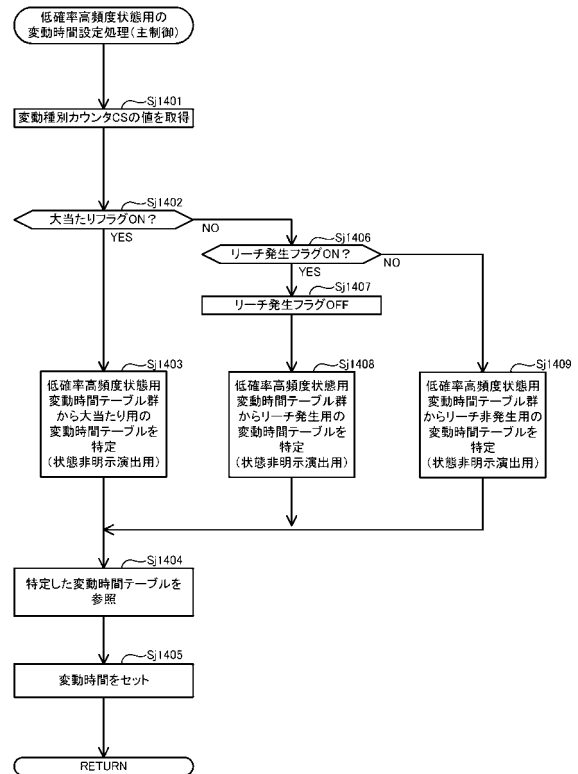 低確率高頻度状態用の
変動時間設定処理(主制御)
Sj1401
変動種別カウンタCSの値を取得
Sj1402
大当たりフラグON?
NO
YES
Sj1406
リーチ発生フラグON?
NO
YES
Sj1407
リーチ発生フラグOFF
Sj1403
低確率高頻度状態用
変動時間テーブル群
から大当たり用の
変動時間テーブルを
特定
(状態非明示演出用)
Sj1408
低確率高頻度状態用
変動時間テーブル群
からリーチ発生用の
変動時間テーブルを
特定
(状態非明示演出用)
Sj1409
低確率高頻度状態用
変動時間テーブル群
からリーチ非発生用の
変動時間テーブルを
特定
(状態非明示演出用)
Sj1404
特定した変動時間テーブルを
参照
Sj1405
変動時間をセット
RETURN